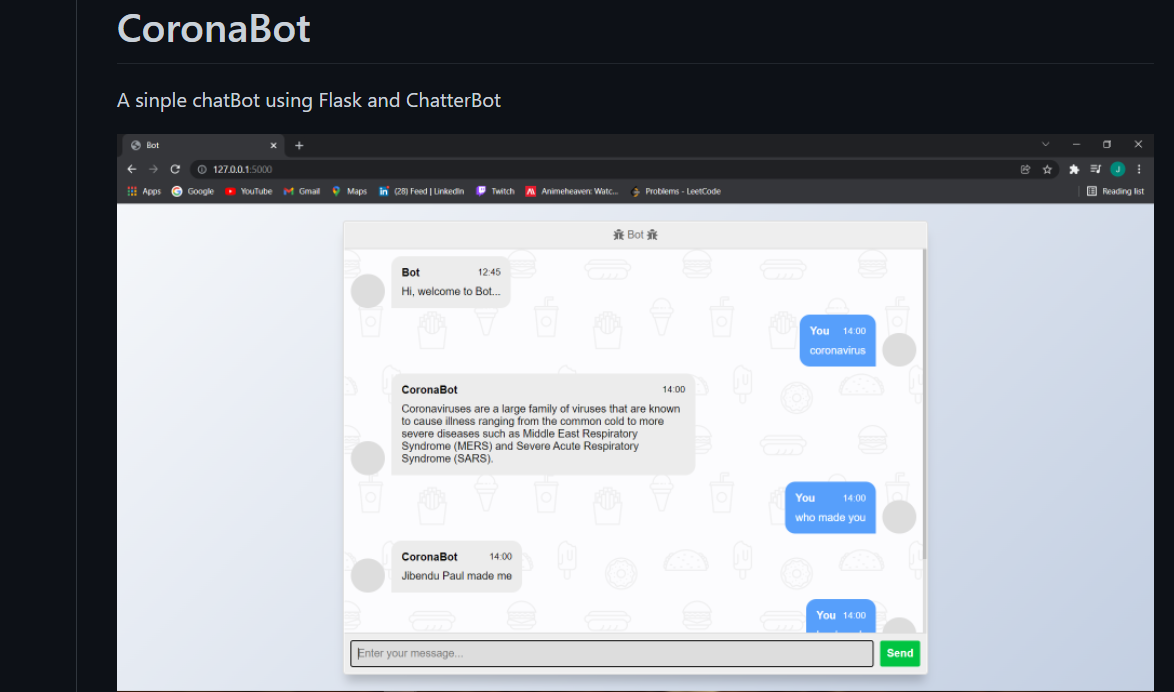 CoronaBot
A sinple chatBot using Flask and ChatterBot
Bot
127.0.0.1:5000
Apps Google YouTube Gmail Maps (28) Feed | LinkedIn Twitch Animeheaven: Watc... Problems - LeetCode Reading list
Bot
Bot 12:45
Hi, welcome to Bot...
You 14:00
coronavirus
CoronaBot 14:00
Coronaviruses are a large family of viruses that are known
to cause illness ranging from the common cold to more
severe diseases such as Middle East Respiratory
Syndrome (MERS) and Severe Acute Respiratory
Syndrome (SARS).
You 14:00
who made you
CoronaBot 14:00
Jibendu Paul made me
You 14:00
Enter your message... Send